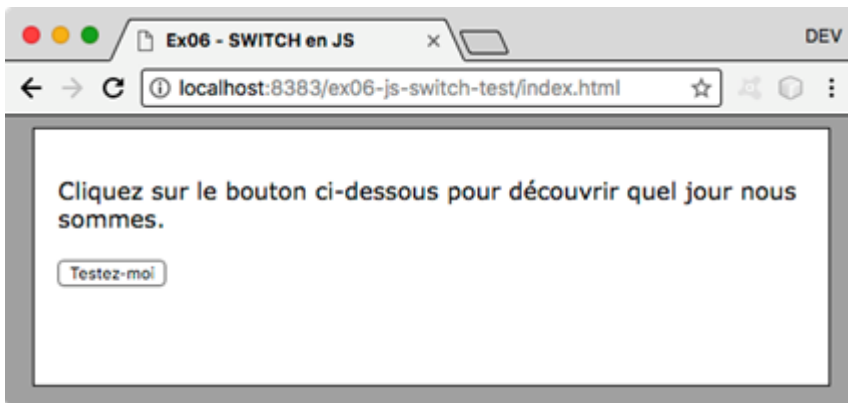 Ex06 - SWITCH en JS
DEV
localhost:8383/ex06-js-switch-test/index.html
Cliquez sur le bouton ci-dessous pour découvrir quel jour nous
sommes.
Testez-moi